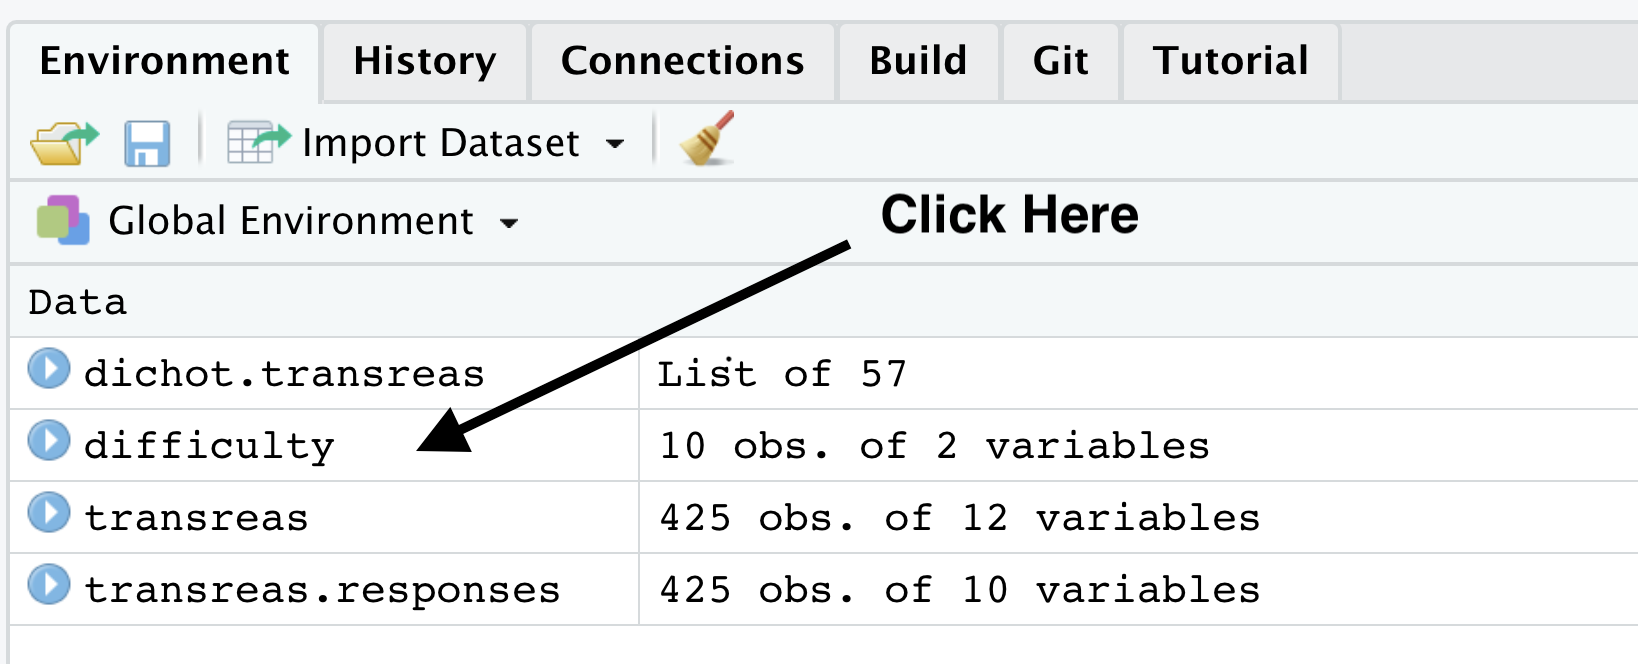 Environment History Connections Build Git Tutorial
Import Dataset
Global Environment
Click Here
Data
dichot.transreas List of 57
difficulty 10 obs. of 2 variables
transreas 425 obs. of 12 variables
transreas.responses 425 obs. of 10 variables